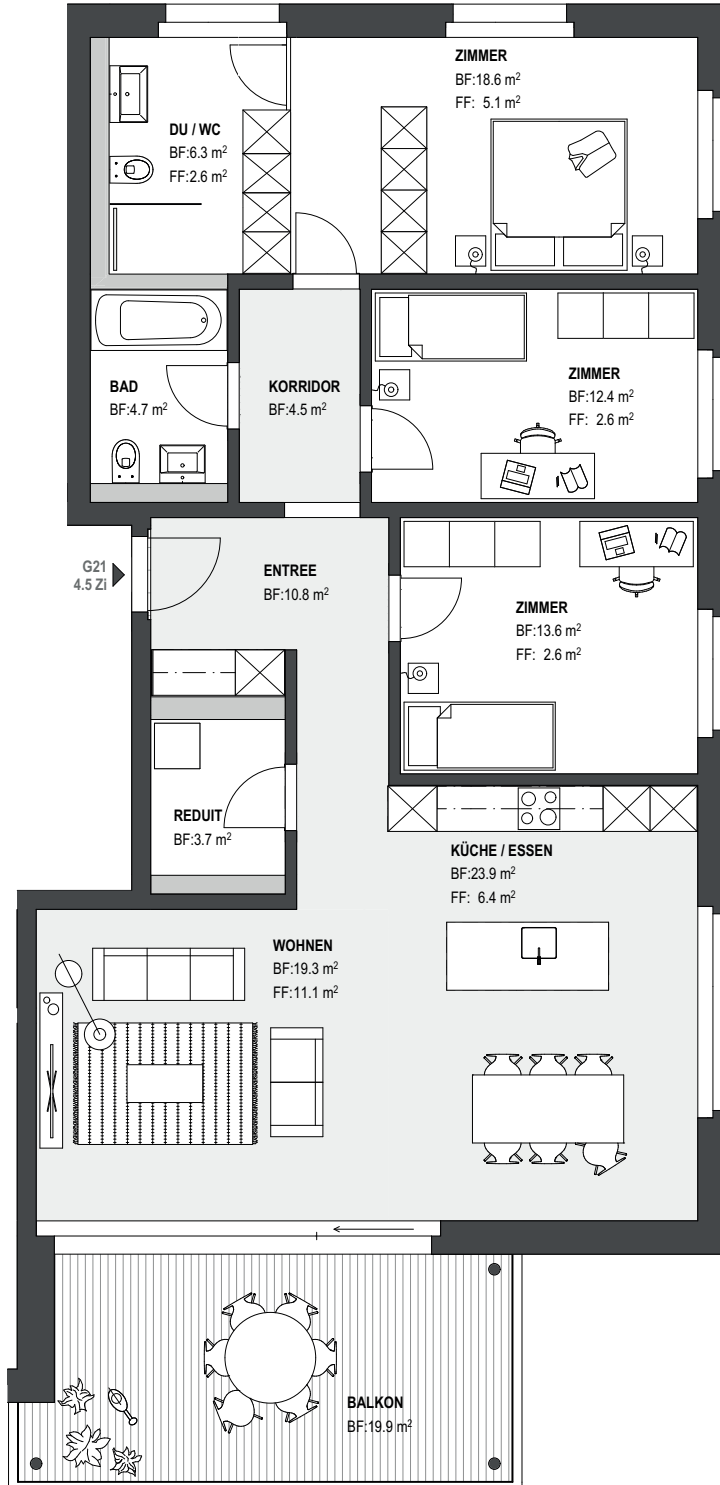 ZIMMER
BF:18.6 m²
FF: 5.1 m²
DU / WC
BF:6.3 m²
FF:2.6 m²
BAD
BF:4.7 m²
KORRIDOR
BF:4.5 m²
ZIMMER
BF:12.4 m²
FF: 2.6 m²
G21
4.5 Zi
ENTREE
BF:10.8 m²
ZIMMER
BF:13.6 m²
FF: 2.6 m²
REDUIT
BF:3.7 m²
KÜCHE / ESSEN
BF:23.9 m²
FF: 6.4 m²
WOHNEN
BF:19.3 m²
FF:11.1 m²
BALKON
BF:19.9 m²